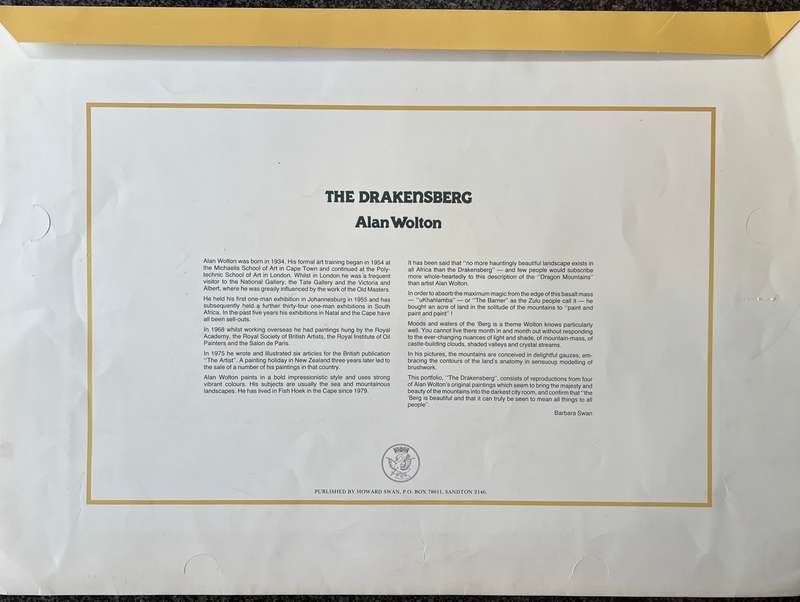 THE DRAKENSBERG
Alan Wolton
Alan Wolton was born in 1934. His formal art training began in 1954 at
the Michaelis School of Art in Cape Town and continued at the Poly-
technic School of Art in London. Whilst in London he was a frequent
visitor to the National Gallery, the Tate Gallery and the Victoria and
Albert, where he was greatly influenced by the work of the Old Masters.
He held his first one-man exhibition in Johannesburg in 1955 and has
subsequently held a further thirty-four one-man exhibitions in South
Africa. In the past five years his exhibitions in Natal and the Cape have
all been sell-outs.
In 1968 whilst working overseas he had paintings hung by the Royal
Academy, the Royal Society of British Artists, the Royal Institute of Oil
Painters and the Salon de Paris.
In 1975 he wrote and illustrated six articles for the British publication
"The Artist". A painting holiday in New Zealand three years later led to
the sale of a number of his paintings in that country.
Alan Wolton paints in a bold impressionistic style and uses strong
vibrant colours. His subjects are usually the sea and mountainous
landscapes. He has lived in Fish Hoek in the Cape since 1979.
It has been said that "no more hauntingly beautiful landscape exists in
all Africa than the Drakensberg" — and few people would subscribe
more whole-heartedly to this description of the "Dragon Mountains"
than artist Alan Wolton.
In order to absorb the maximum magic from the edge of this basalt mass
— "uKhahlamba" — or "The Barrier" as the Zulu people call it — he
bought an acre of land in the solitude of the mountains to "paint and
paint and paint" !
Moods and waters of the 'Berg is a theme Wolton knows particularly
well. You cannot live there month in and month out without responding
to the ever-changing nuances of light and shade, of mountain-mass, of
castle-building clouds, shaded valleys and crystal streams.
In his pictures, the mountains are conceived in delightful gauzes, em-
bracing the contours of the land's anatomy in sensuous modelling of
brushwork.
This portfolio, "The Drakensberg", consists of reproductions from four
of Alan Wolton's original paintings which seem to bring the majesty and
beauty of the mountains into the darkest city room, and confirm that "the
'Berg is beautiful and that it can truly be seen to mean all things to all
people".
Barbara Swan
PUBLISHED BY HOWARD SWAN, P.O. BOX 78011, SANDTON 2146.